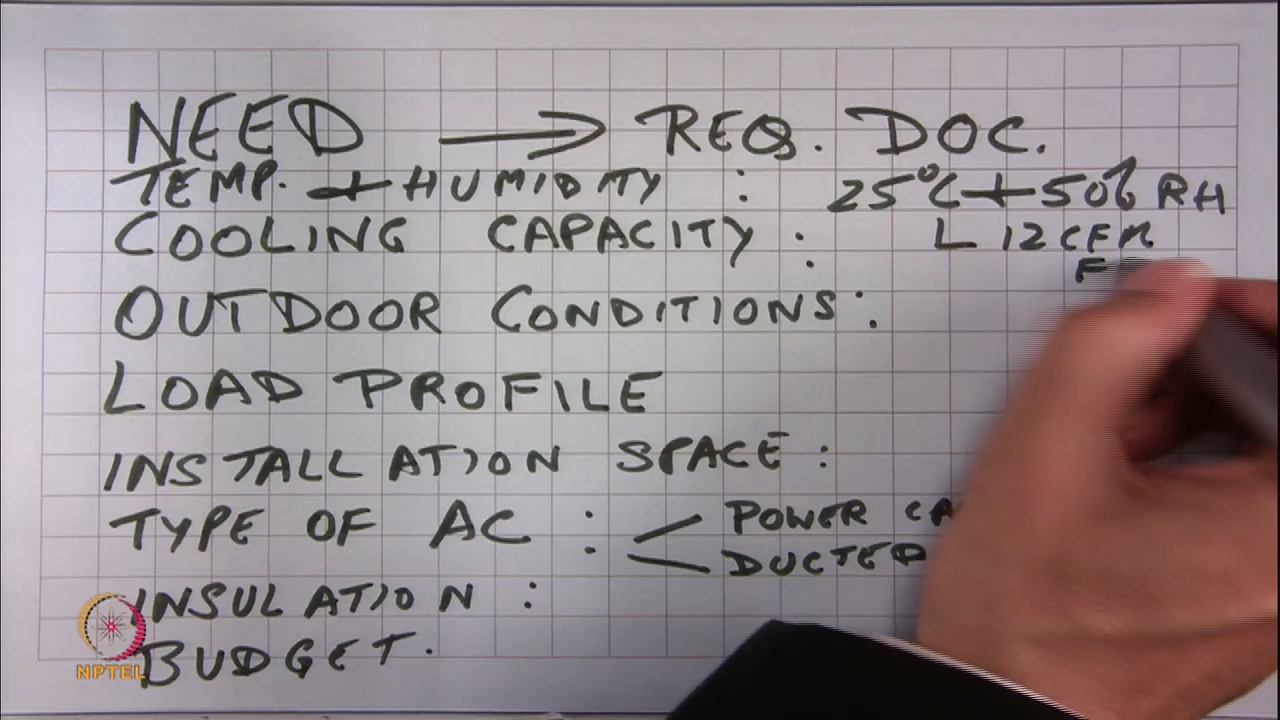 NEED → REQ. DOC.
TEMP. + HUMIDITY : 25°C + 50% RH
COOLING CAPACITY : L 12 CFM
F
OUTDOOR CONDITIONS :
LOAD PROFILE
INSTALLATION SPACE :
TYPE OF AC : POWER CA
DUCTED
INSULATION :
BUDGET.
NPTEL